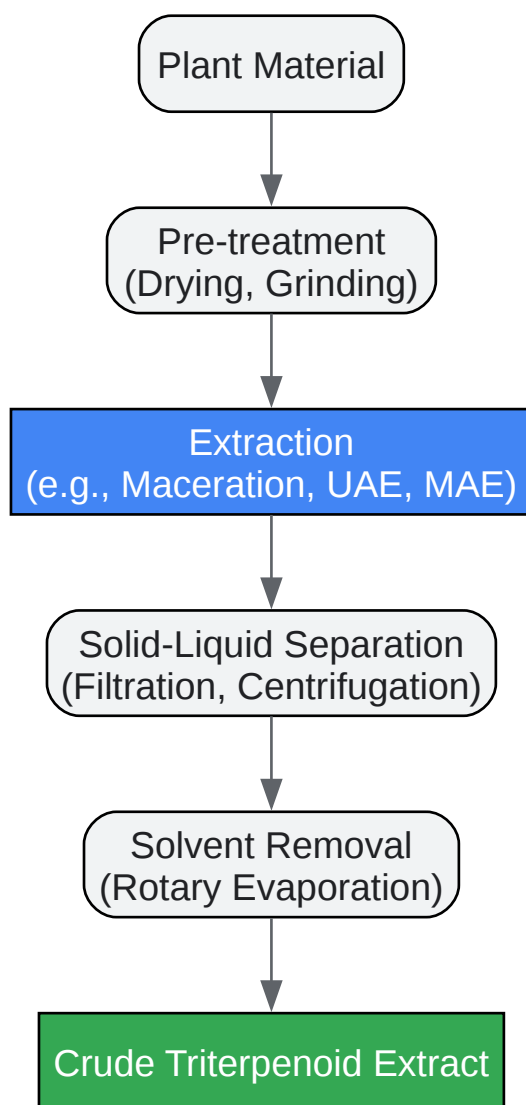 Plant Material
Pre-treatment
(Drying, Grinding)
Extraction
(e.g., Maceration, UAE, MAE)
Solid-Liquid Separation
(Filtration, Centrifugation)
Solvent Removal
(Rotary Evaporation)
Crude Triterpenoid Extract